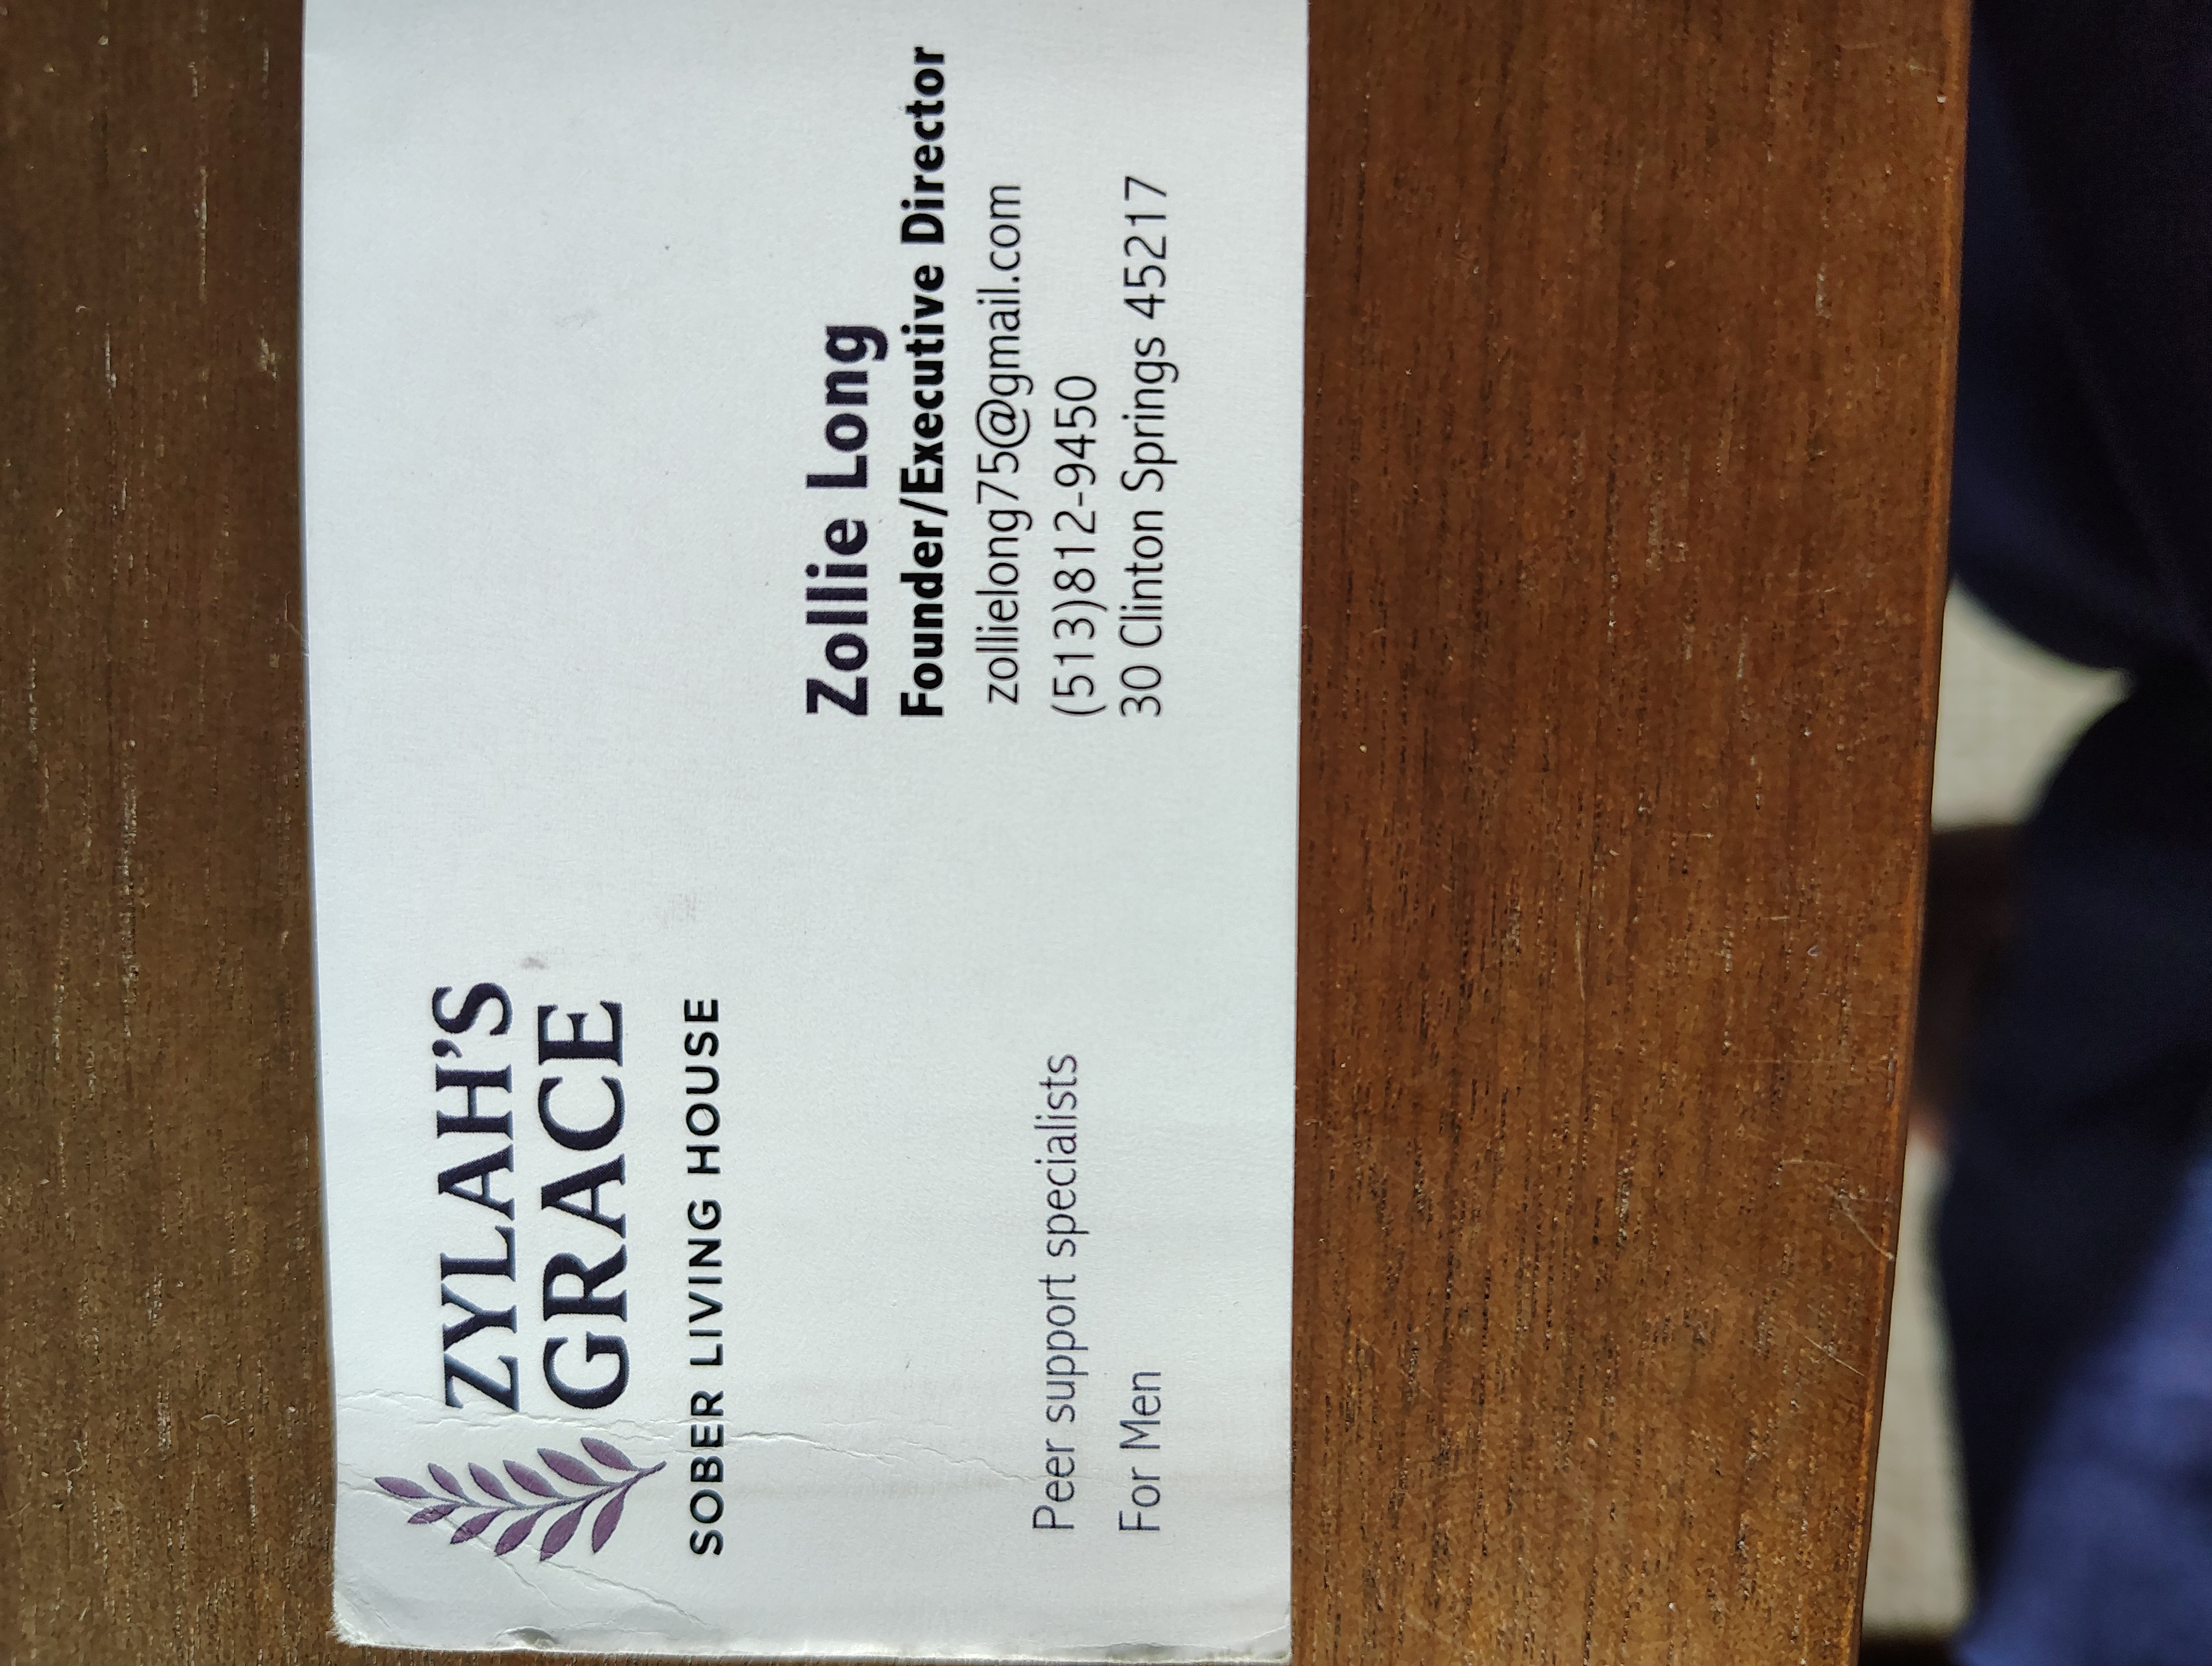 ZYLAH'S
GRACE
SOBER LIVING HOUSE
Zollie Long
Founder/Executive Director
zollielong75@gmail.com
(513)812-9450
30 Clinton Springs 45217
Peer support specialists
For Men